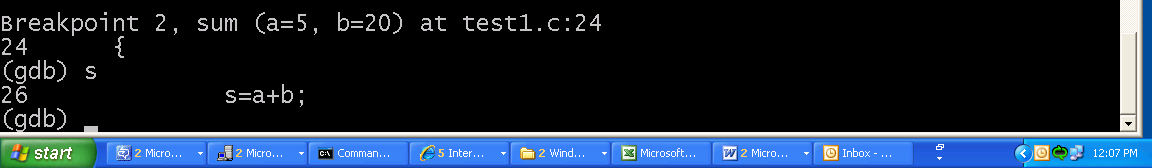 Breakpoint 2, sum (a=5, b=20) at test1.c:24
24      {
(gdb) s
26              s=a+b;
(gdb)
start 2 Micro... 2 Micro... Comman... 5 Inter... 2 Wind... Microsoft... 2 Micro... Inbox - ... 12:07 PM